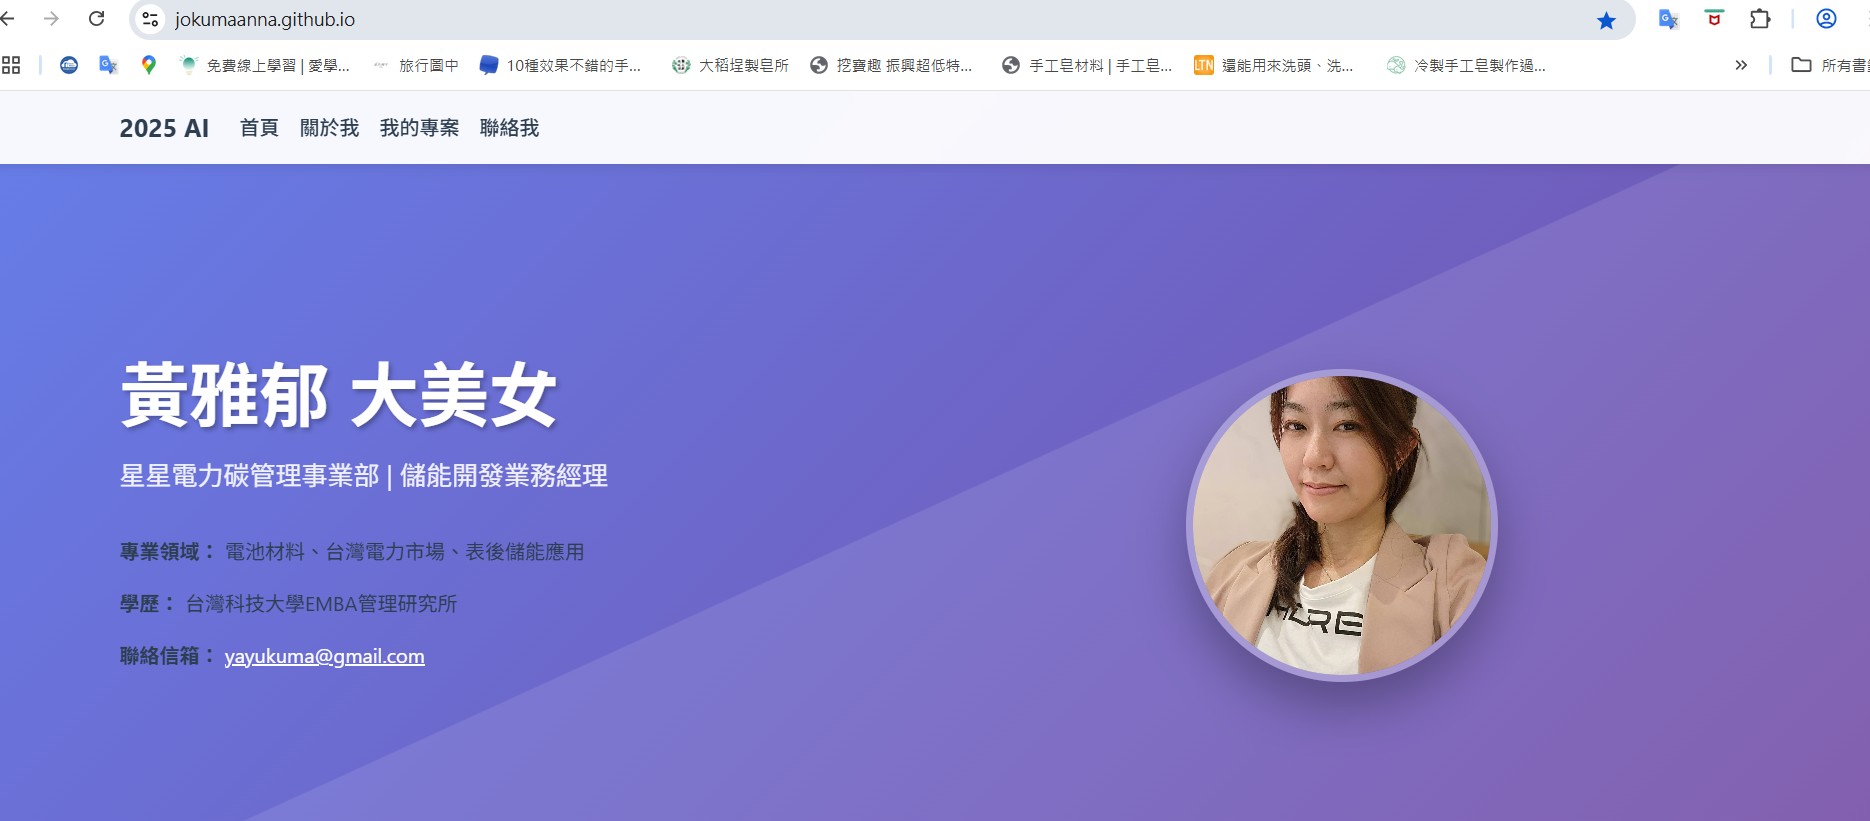 jokumaanna.github.io
免費線上學習 | 愛學... 旅行圖中 10種效果不錯的手... 大稻埕製皂所 挖寶趣 振興超低特... 手工皂材料 | 手工皂... LTN 還能用來洗頭、洗... 冷製手工皂製作過... » 所有書
2025 AI 首頁 關於我 我的專案 聯絡我
黃雅郁 大美女
星星電力碳管理事業部 | 儲能開發業務經理
專業領域： 電池材料、台灣電力市場、表後儲能應用
學歷： 台灣科技大學EMBA管理研究所
聯絡信箱： yayukuma@gmail.com